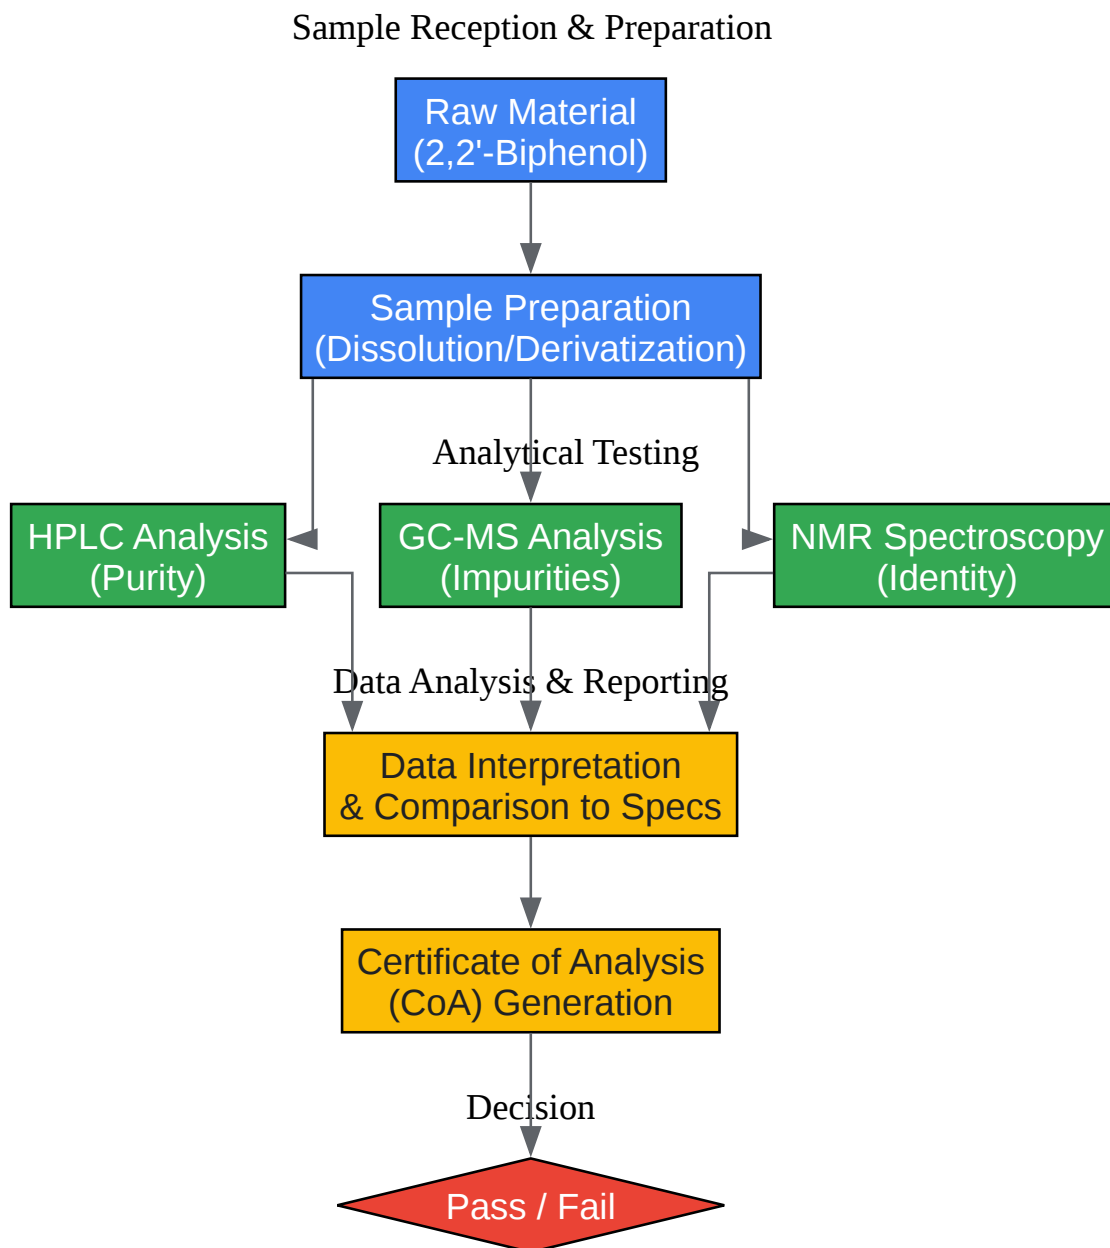 Sample Reception & Preparation
Raw Material
(2,2'-Biphenol)
Sample Preparation
(Dissolution/Derivatization)
Analytical Testing
HPLC Analysis
(Purity)
GC-MS Analysis
(Impurities)
NMR Spectroscopy
(Identity)
Data Analysis & Reporting
Data Interpretation
& Comparison to Specs
Certificate of Analysis
(CoA) Generation
Decision
Pass / Fail